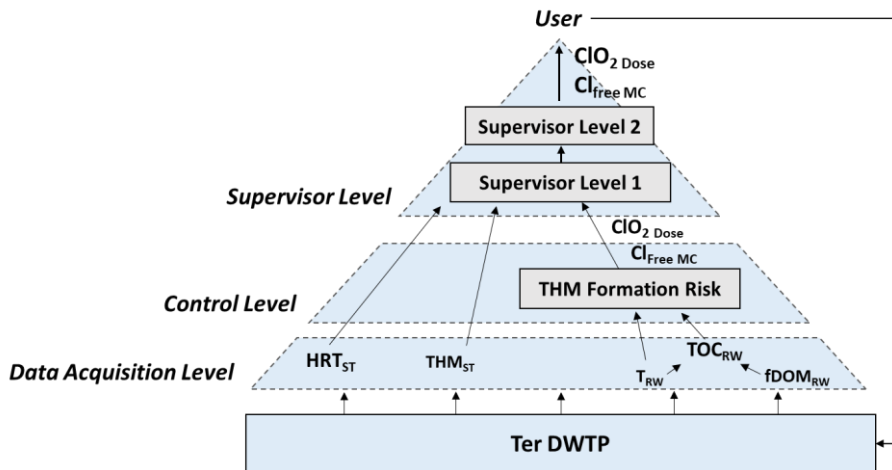 User
ClO2 Dose
Clfree MC
Supervisor Level 2
Supervisor Level 1
Supervisor Level
ClO2 Dose
ClFree MC
THM Formation Risk
Control Level
HRTST
THMST
TOCRW
TRW
fDOMRW
Data Acquisition Level
Ter DWTP